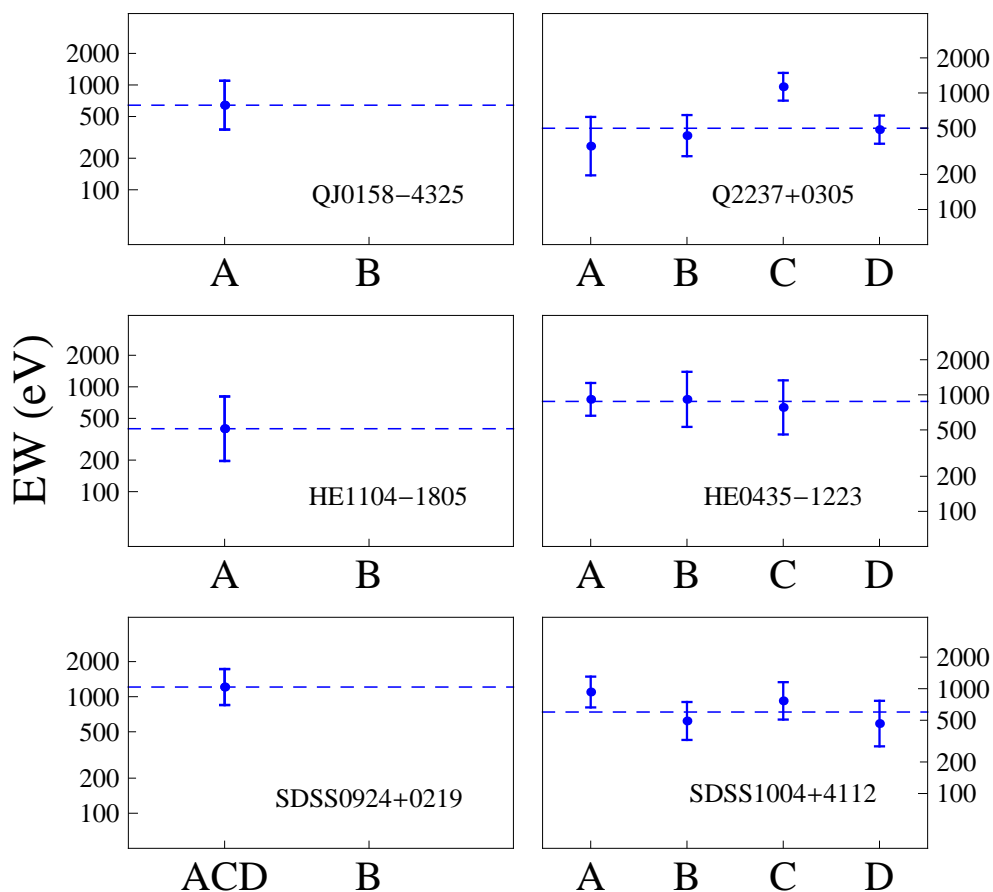 EW (eV)
2000
1000
500
200
100
QJ0158−4325
A B
2000
1000
500
200
100
Q2237+0305
A B C D
2000
1000
500
200
100
HE1104−1805
A B
2000
1000
500
200
100
HE0435−1223
A B C D
2000
1000
500
200
100
SDSS0924+0219
ACD B
2000
1000
500
200
100
SDSS1004+4112
A B C D